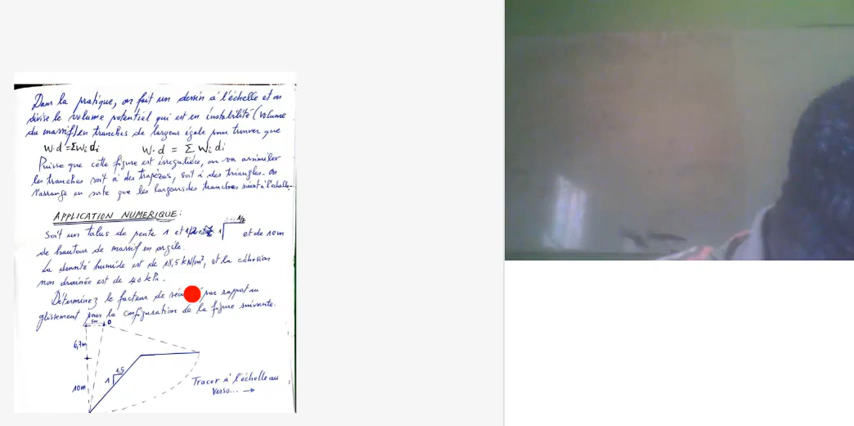 Dans la pratique, on fait un dessin à l'échelle et on
divise le volume potentiel qui est en instabilité (volume
du massif) en tranches de largeur égale pour trouver que
W.d = ΣWi di W.d = ΣWi di
Puisse que cette figure est irrégulière, on va assimiler
les tranches soit à des trapèzes, soit à des triangles. On
s'arrange en sorte que les largeurs des tranches soient à l'échelle.
APPLICATION NUMERIQUE:
Soit un talus de pente 1 et 1 et de 10m
de hauteur de massif en argile.
La densité humide est de 18,5 kN/m³, et la cohésion
non drainée est de 40 kPa.
Déterminez le facteur de par rapport au
glissement pour la configuration de la figure suivante.
O
6,7m
1,5
1
10m
Tracer à l'échelle au
verso... →